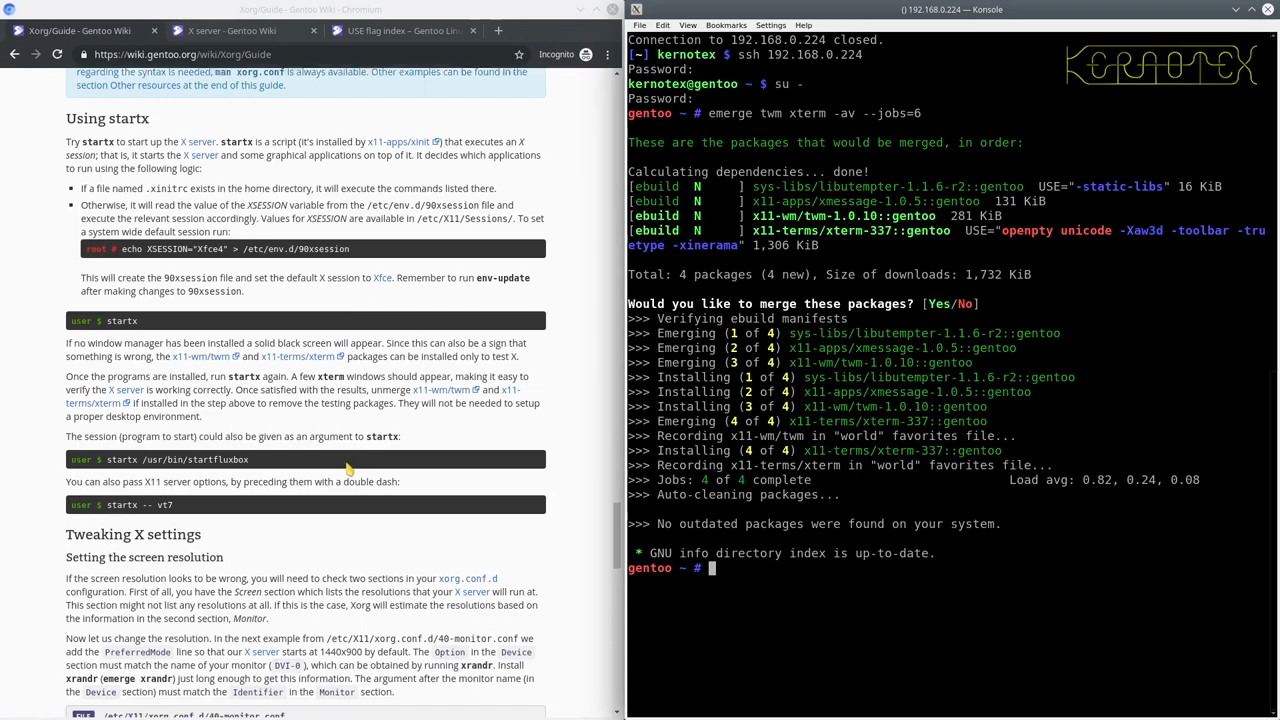 Xorg/Guide - Gentoo Wiki - Chromium
Xorg/Guide - Gentoo Wiki
X server - Gentoo Wiki
USE flag index – Gentoo Lin
https://wiki.gentoo.org/wiki/Xorg/Guide
Incognito
regarding the syntax is needed, man xorg.conf is always available. Other examples can be found in the
section Other resources at the end of this guide.
Using startx
Try startx to start up the X server. startx is a script (it's installed by x11-apps/xinit) that executes an X
session; that is, it starts the X server and some graphical applications on top of it. It decides which applications
to run using the following logic:
If a file named .xinitrc exists in the home directory, it will execute the commands listed there.
Otherwise, it will read the value of the XSESSION variable from the /etc/env.d/90xsession file and
execute the relevant session accordingly. Values for XSESSION are available in /etc/X11/Sessions/. To set
a system wide default session run:
root # echo XSESSION="Xfce4" > /etc/env.d/90xsession
This will create the 90xsession file and set the default X session to Xfce. Remember to run env-update
after making changes to 90xsession.
user $ startx
If no window manager has been installed a solid black screen will appear. Since this can also be a sign that
something is wrong, the x11-wm/twm and x11-terms/xterm packages can be installed only to test X.
Once the programs are installed, run startx again. A few xterm windows should appear, making it easy to
verify the X server is working correctly. Once satisfied with the results, unmerge x11-wm/twm and x11-
terms/xterm if installed in the step above to remove the testing packages. They will not be needed to setup
a proper desktop environment.
The session (program to start) could also be given as an argument to startx:
user $ startx /usr/bin/startfluxbox
You can also pass X11 server options, by preceding them with a double dash:
user $ startx -- vt7
Tweaking X settings
Setting the screen resolution
If the screen resolution looks to be wrong, you will need to check two sections in your xorg.conf.d
configuration. First of all, you have the Screen section which lists the resolutions that your X server will run at.
This section might not list any resolutions at all. If this is the case, Xorg will estimate the resolutions based on
the information in the second section, Monitor.
Now let us change the resolution. In the next example from /etc/X11/xorg.conf.d/40-monitor.conf we
add the PreferredMode line so that our X server starts at 1440x900 by default. The Option in the Device
section must match the name of your monitor (DVI-0), which can be obtained by running xrandr. Install
xrandr (emerge xrandr) just long enough to get this information. The argument after the monitor name (in
the Device section) must match the Identifier in the Monitor section.
FILE /etc/X11/xorg.conf.d/40-monitor.conf
() 192.168.0.224 — Konsole
File Edit View Bookmarks Settings Help
Connection to 192.168.0.224 closed.
[~] kernotex $ ssh 192.168.0.224
Password:
kernotex@gentoo ~ $ su -
Password:
gentoo ~ # emerge twm xterm -av --jobs=6
These are the packages that would be merged, in order:
Calculating dependencies... done!
[ebuild  N     ] sys-libs/libutempter-1.1.6-r2::gentoo  USE="-static-libs" 16 KiB
[ebuild  N     ] x11-apps/xmessage-1.0.5::gentoo  131 KiB
[ebuild  N     ] x11-wm/twm-1.0.10::gentoo  281 KiB
[ebuild  N     ] x11-terms/xterm-337::gentoo  USE="openpty unicode -Xaw3d -toolbar -tru
etype -xinerama" 1,306 KiB
Total: 4 packages (4 new), Size of downloads: 1,732 KiB
Would you like to merge these packages? [Yes/No]
>>> Verifying ebuild manifests
>>> Emerging (1 of 4) sys-libs/libutempter-1.1.6-r2::gentoo
>>> Emerging (2 of 4) x11-apps/xmessage-1.0.5::gentoo
>>> Emerging (3 of 4) x11-wm/twm-1.0.10::gentoo
>>> Installing (1 of 4) sys-libs/libutempter-1.1.6-r2::gentoo
>>> Installing (2 of 4) x11-apps/xmessage-1.0.5::gentoo
>>> Installing (3 of 4) x11-wm/twm-1.0.10::gentoo
>>> Emerging (4 of 4) x11-terms/xterm-337::gentoo
>>> Recording x11-wm/twm in "world" favorites file...
>>> Installing (4 of 4) x11-terms/xterm-337::gentoo
>>> Recording x11-terms/xterm in "world" favorites file...
>>> Jobs: 4 of 4 complete                           Load avg: 0.82, 0.24, 0.08
>>> Auto-cleaning packages...
>>> No outdated packages were found on your system.
* GNU info directory index is up-to-date.
gentoo ~ #
KERNOTEX